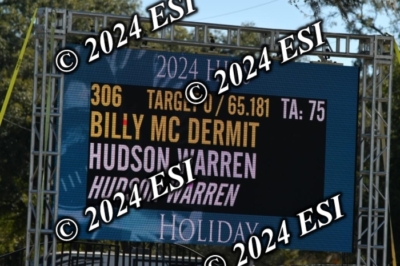 © 2024 ESI
© 2024 ESI
2024
306 TARGET 0 / 65.181 TA: 75
BILLY MC DERMIT
HUDSON WARREN
HUDSON WARREN
© 2024 ESI
HOLIDAY
© 2024 ESI